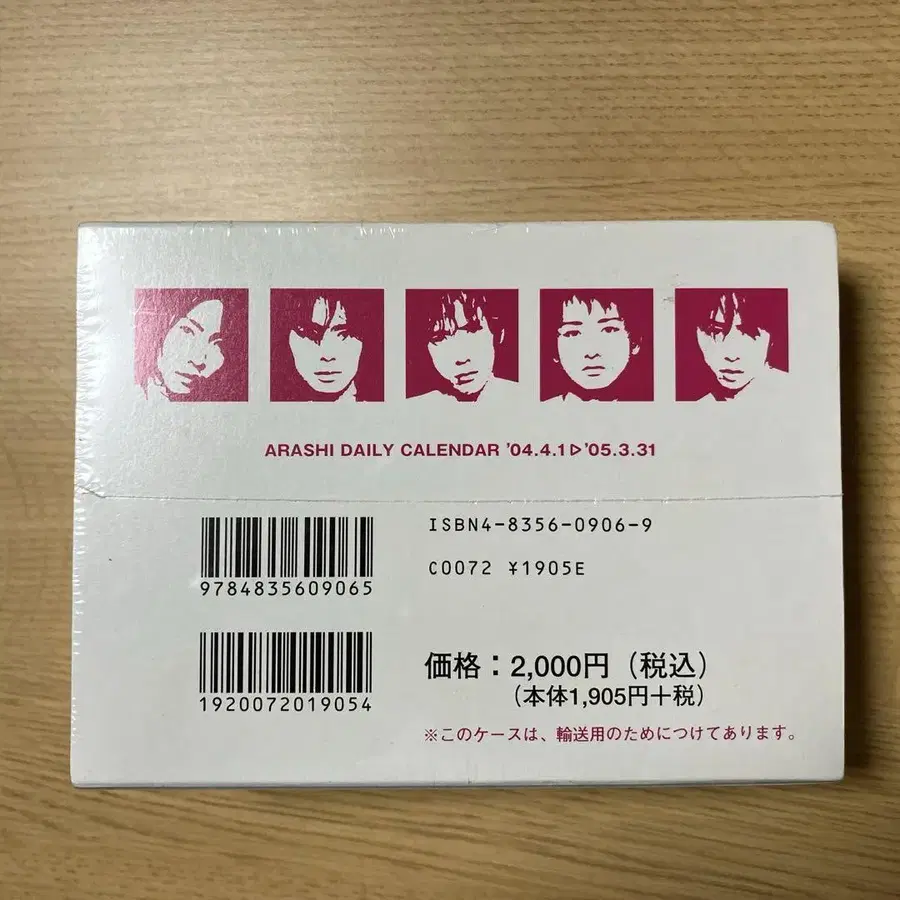 ARASHI DAILY CALENDAR '04.4.1▷'05.3.31
ISBN4-8356-0906-9
C0072 ¥1905E
9784835609065
1920072019054
価格：2,000円（税込）
（本体1,905円+税）
※このケースは、輸送用のためにつけてあります。